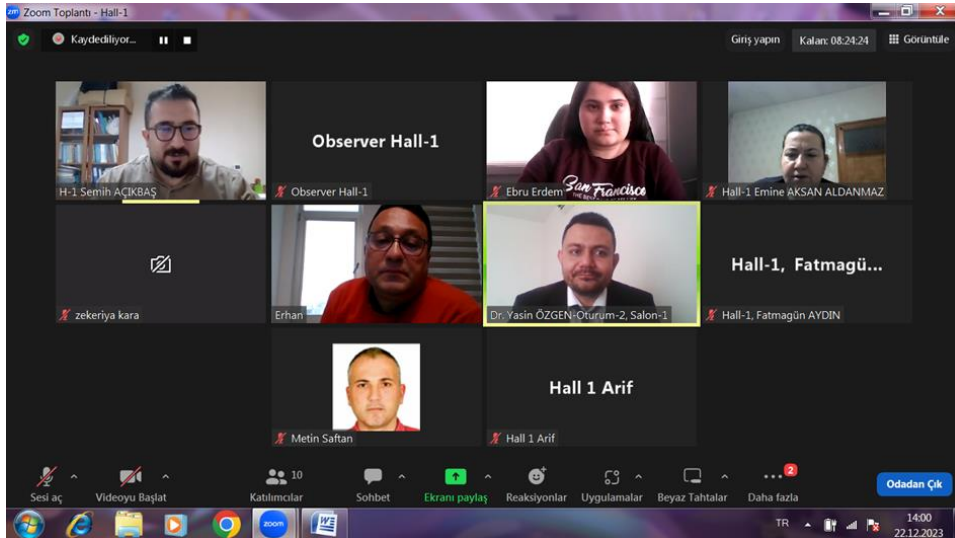 zm Zoom Toplantı - Hall-1
Kaydediliyor...
Giriş yapın
Kalan: 08:24:24
Görüntüle
H-1 Semih AÇIKBAŞ
Observer Hall-1
Observer Hall-1
San Francisco
Ebru Erdem
Hall-1 Emine AKSAN ALDANMAZ
zekeriya kara
Erhan
Dr. Yasin ÖZGEN-Oturum-2, Salon-1
Hall-1, Fatmagü...
Hall-1, Fatmagün AYDIN
Metin Saftan
Hall 1 Arif
Hall 1 Arif
Sesi aç
Videoyu Başlat
10
Katılımcılar
Sohbet
Ekranı paylaş
Reaksiyonlar
Uygulamalar
Beyaz Tahtalar
2
Daha fazla
Odadan Çık
zoom
W
TR
14:00
22.12.2023